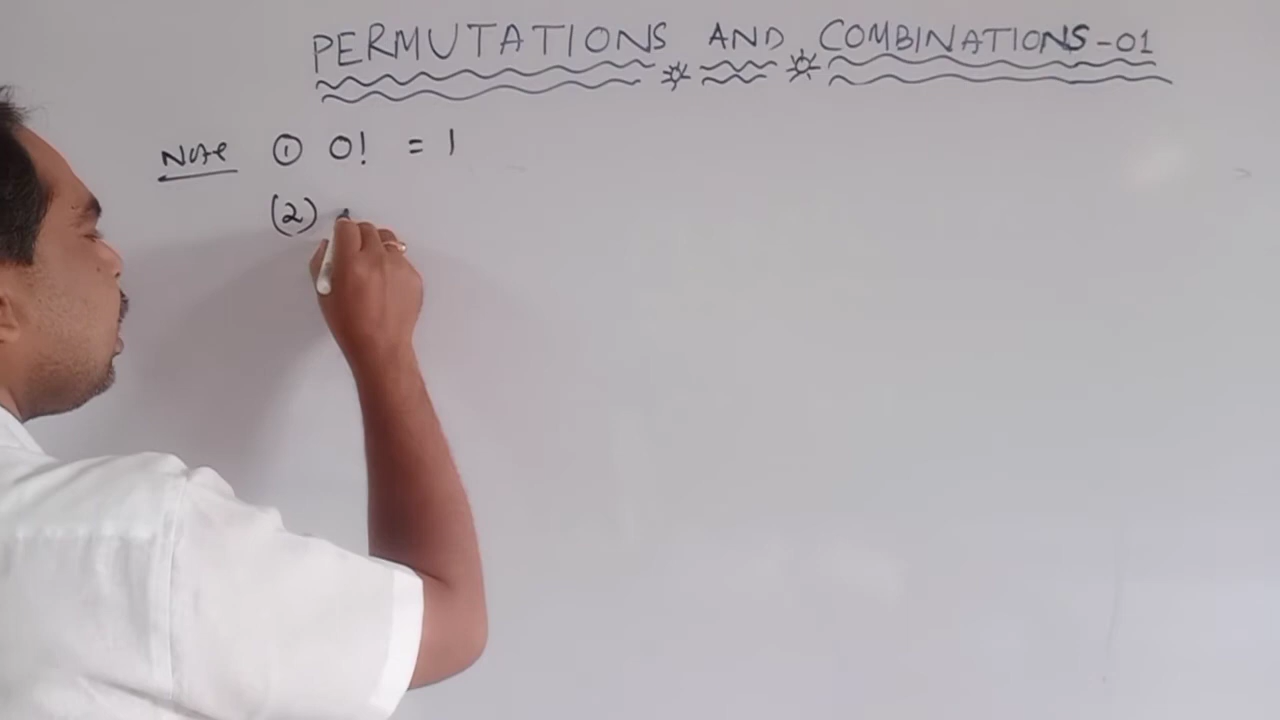 PERMUTATIONS AND COMBINATIONS-01
Note ① 0! = 1
(2)